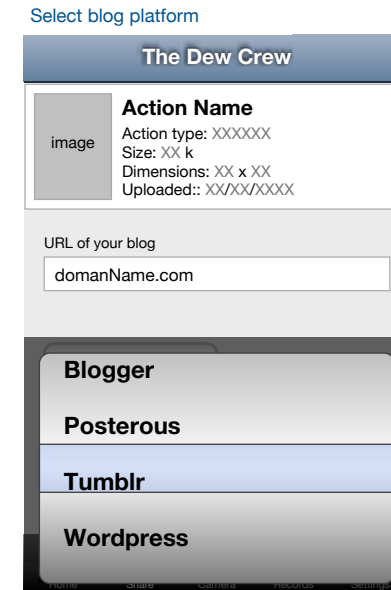 Select blog platform
The Dew Crew
image
Action Name
Action type: XXXXXX
Size: XX k
Dimensions: XX x XX
Uploaded:: XX/XX/XXXX
URL of your blog
domanName.com
Blogger
Posterous
Tumblr
Wordpress
Home Share Camera Records Settings